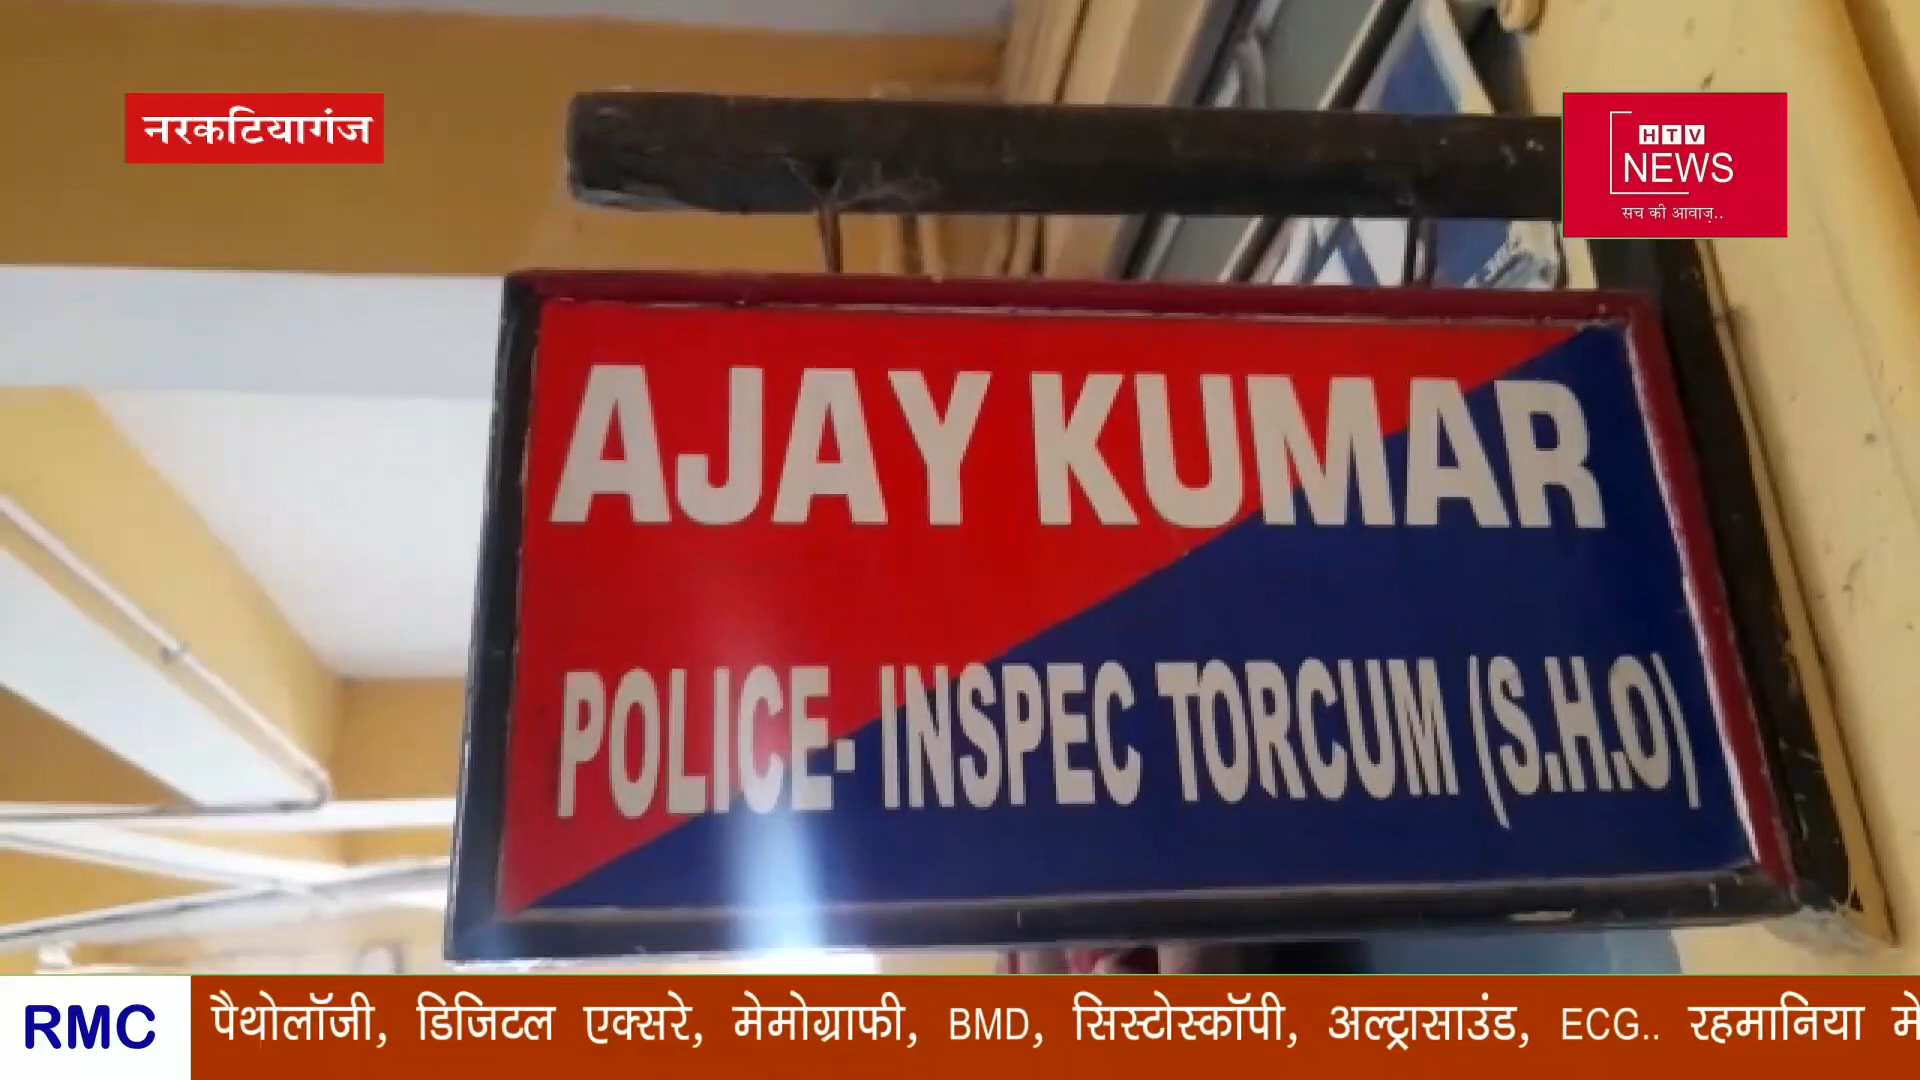 नरकटियागंज
HTV
NEWS
सच की आवाज़..
AJAY KUMAR
POLICE- INSPEC TORCUM (S.H.O)
RMC
पैथोलॉजी, डिजिटल एक्सरे, मेमोग्राफी, BMD, सिस्टोस्कॉपी, अल्ट्रासाउंड, ECG.. रहमानिया मे